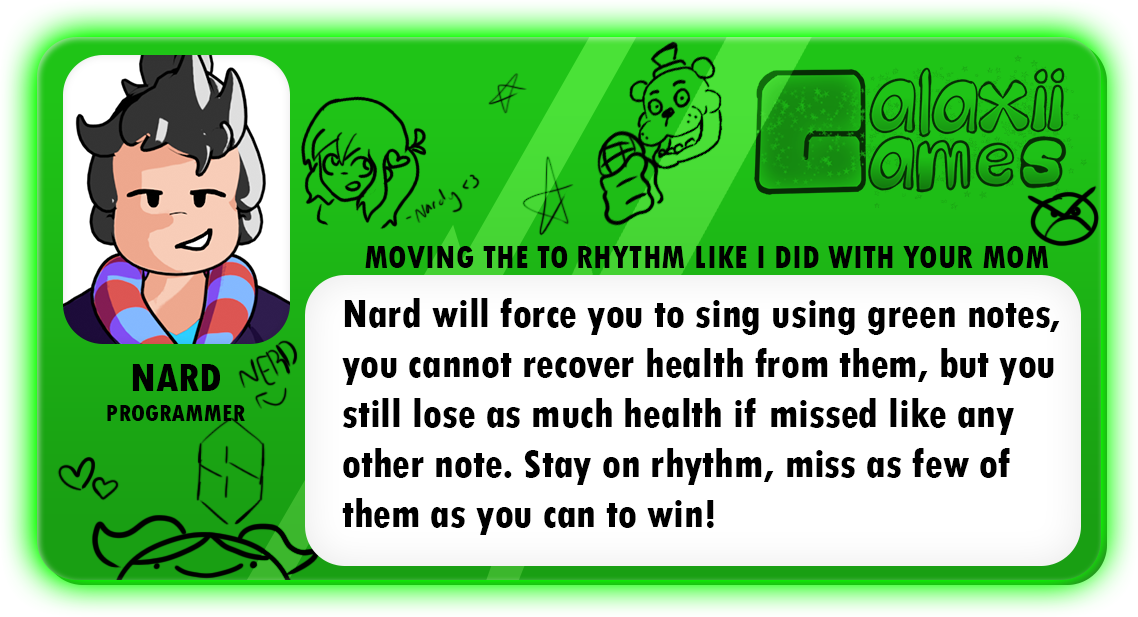 Galaxii
Games
-Nardy <3
MOVING THE TO RHYTHM LIKE I DID WITH YOUR MOM
Nard will force you to sing using green notes,
you cannot recover health from them, but you
still lose as much health if missed like any
other note. Stay on rhythm, miss as few of
them as you can to win!
NARD
NERD
PROGRAMMER